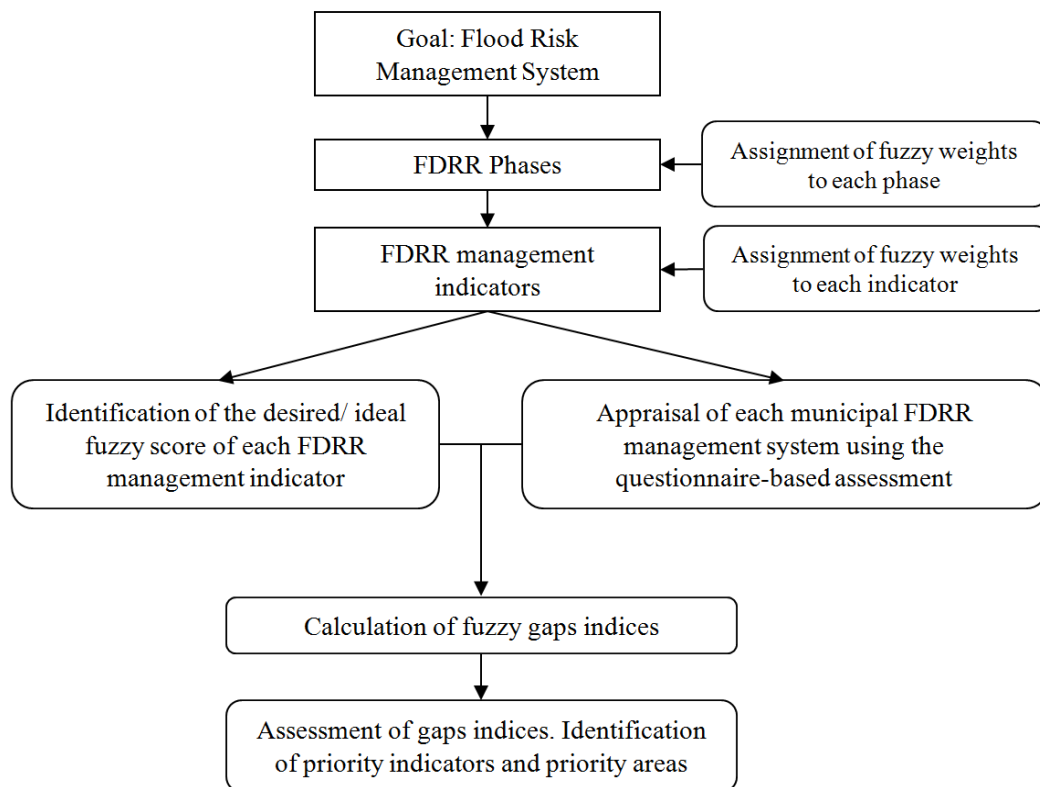 Goal: Flood Risk
Management System
FDRR Phases
Assignment of fuzzy weights
to each phase
FDRR management
indicators
Assignment of fuzzy weights
to each indicator
Identification of the desired/ ideal
fuzzy score of each FDRR
management indicator
Appraisal of each municipal FDRR
management system using the
questionnaire-based assessment
Calculation of fuzzy gaps indices
Assessment of gaps indices. Identification
of priority indicators and priority areas